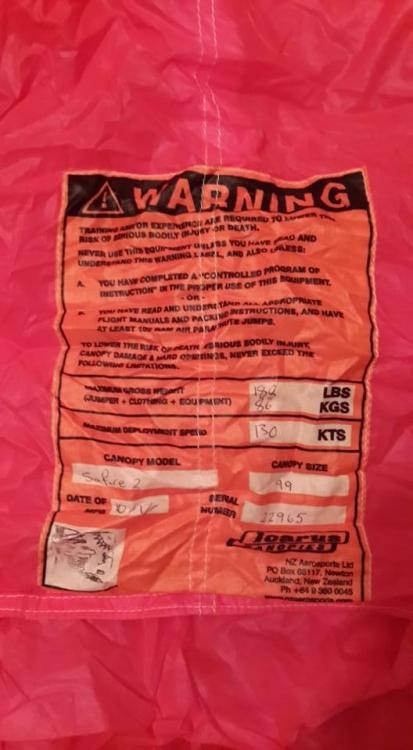 WARNING
TRAINING AND/OR EXPERIENCE ARE REQUIRED TO LOWER THE
RISK OF SERIOUS BODILY INJURY OR DEATH.
NEVER USE THIS EQUIPMENT UNLESS YOU HAVE READ AND
UNDERSTAND THIS WARNING LABEL, AND ALSO UNLESS:
A. YOU HAVE COMPLETED A "CONTROLLED PROGRAM OF
INSTRUCTION" IN THE PROPER USE OF THIS EQUIPMENT.
- OR -
YOU HAVE READ AND UNDERSTAND ALL APPROPRIATE
FLIGHT MANUALS AND PACKING INSTRUCTIONS, AND HAVE
AT LEAST RAM AIR PARACHUTE JUMPS.
TO LOWER THE RISK OF DEATH, SERIOUS BODILY INJURY,
CANOPY DAMAGE & HARD OPENINGS, NEVER EXCEED THE
FOLLOWING LIMITATIONS.
MAXIMUM GROSS WEIGHT LBS
(JUMPER + CLOTHING + EQUIPMENT) 86 KGS
MAXIMUM DEPLOYMENT SPEED 130 KTS
CANOPY MODEL CANOPY SIZE
Safire 2 99
DATE OF SERIAL
MFG NUMBER 22965
Icarus
CANOPIES
NZ Aerosports Ltd
PO Box 68117, Newton
Auckland, New Zealand
Ph +64 9 360 0045